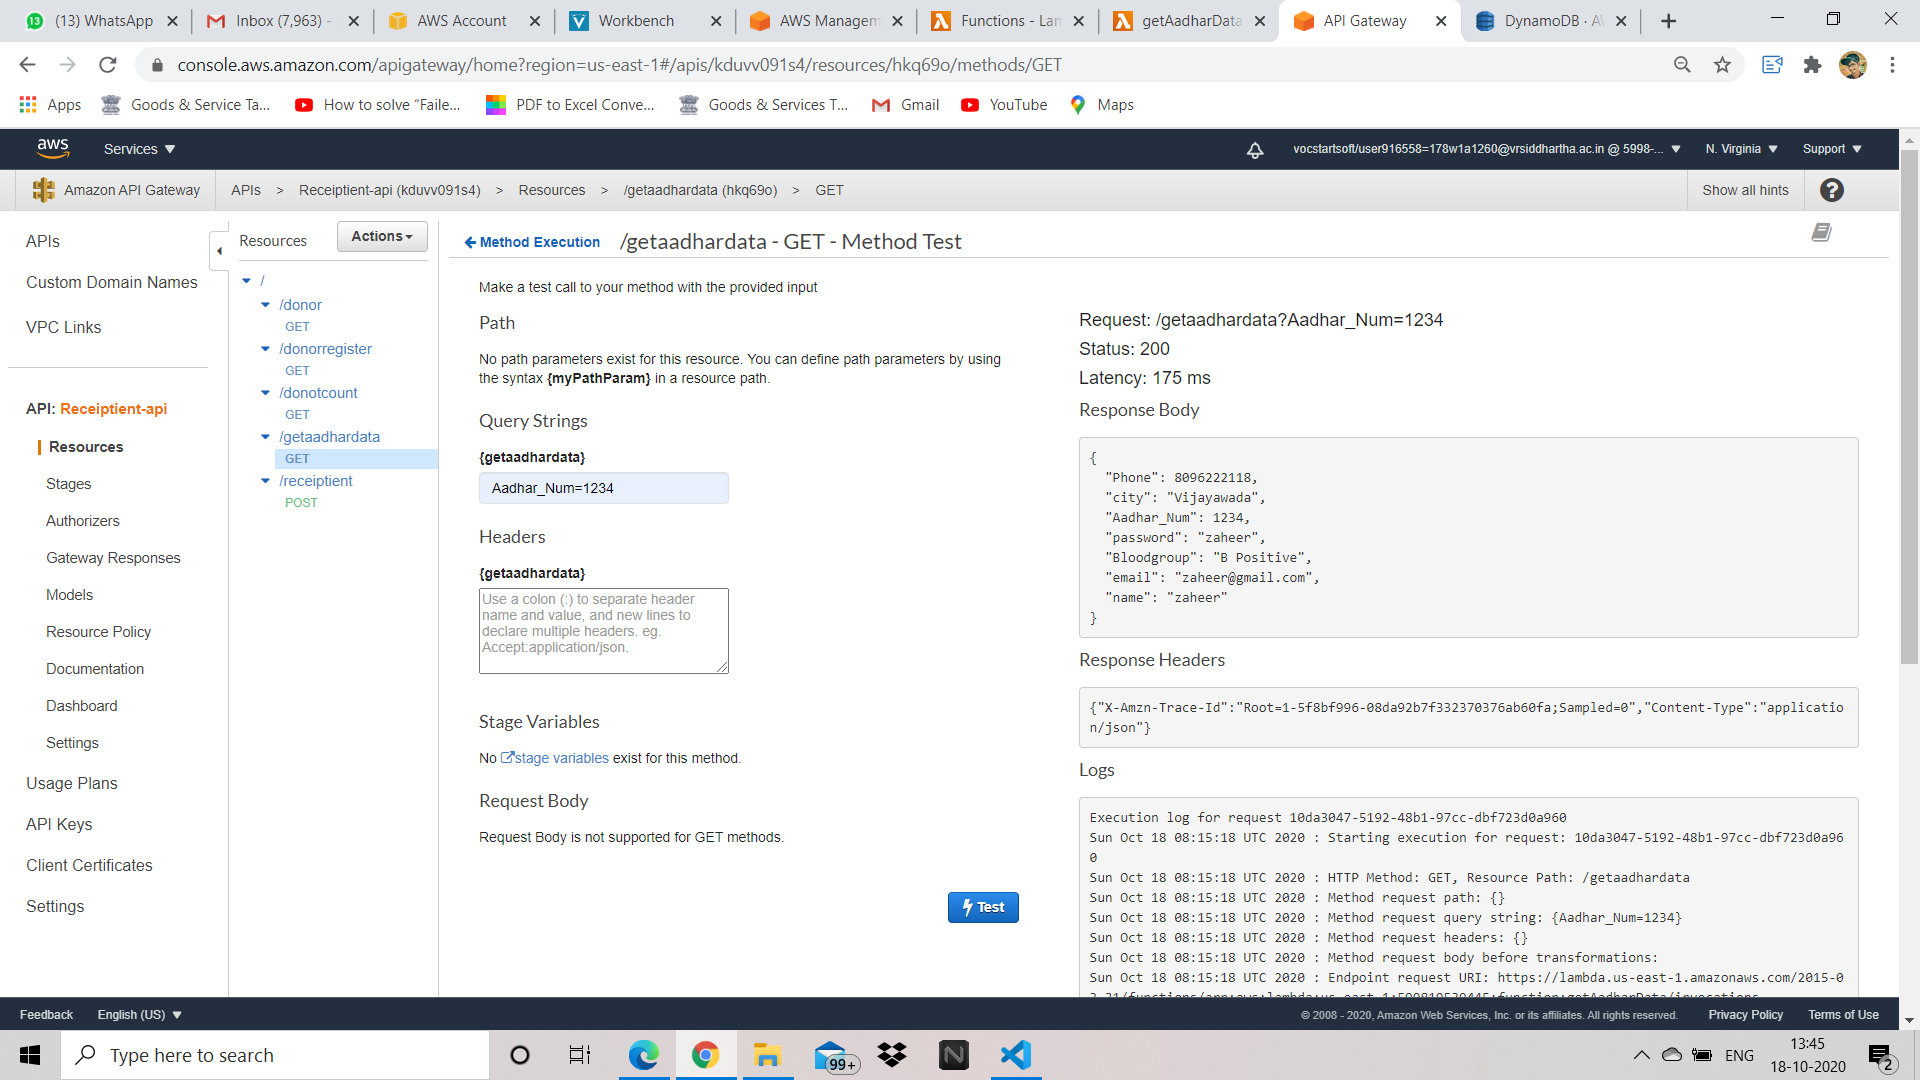 (13) WhatsApp
Inbox (7,963) -
AWS Account
Workbench
AWS Managem
Functions - Lam
getAadharData
API Gateway
DynamoDB · AW
console.aws.amazon.com/apigateway/home?region=us-east-1#/apis/kduvv091s4/resources/hkq69o/methods/GET
Apps
Goods & Service Ta...
How to solve “Faile...
PDF to Excel Conve...
Goods & Services T...
Gmail
YouTube
Maps
aws
Services
vocstartsoft/user916558=178w1a1260@vrsiddhartha.ac.in @ 5998-...
N. Virginia
Support
Amazon API Gateway
APIs > Receiptient-api (kduvv091s4) > Resources > /getaadhardata (hkq69o) > GET
Show all hints
APIs
Custom Domain Names
VPC Links
API: Receiptient-api
Resources
Stages
Authorizers
Gateway Responses
Models
Resource Policy
Documentation
Dashboard
Settings
Usage Plans
API Keys
Client Certificates
Settings
Resources
Actions
/
/donor
GET
/donorregister
GET
/donotcount
GET
/getaadhardata
GET
/receiptient
POST
Method Execution /getaadhardata - GET - Method Test
Make a test call to your method with the provided input
Path
No path parameters exist for this resource. You can define path parameters by using
the syntax {myPathParam} in a resource path.
Query Strings
{getaadhardata}
Aadhar_Num=1234
Headers
{getaadhardata}
Use a colon (:) to separate header
name and value, and new lines to
declare multiple headers. eg.
Accept:application/json.
Stage Variables
No stage variables exist for this method.
Request Body
Request Body is not supported for GET methods.
Test
Request: /getaadhardata?Aadhar_Num=1234
Status: 200
Latency: 175 ms
Response Body
{
"Phone": 8096222118,
"city": "Vijayawada",
"Aadhar_Num": 1234,
"password": "zaheer",
"Bloodgroup": "B Positive",
"email": "zaheer@gmail.com",
"name": "zaheer"
}
Response Headers
{"X-Amzn-Trace-Id":"Root=1-5f8bf996-08da92b7f332370376ab60fa;Sampled=0","Content-Type":"applicatio
n/json"}
Logs
Execution log for request 10da3047-5192-48b1-97cc-dbf723d0a960
Sun Oct 18 08:15:18 UTC 2020 : Starting execution for request: 10da3047-5192-48b1-97cc-dbf723d0a96
0
Sun Oct 18 08:15:18 UTC 2020 : HTTP Method: GET, Resource Path: /getaadhardata
Sun Oct 18 08:15:18 UTC 2020 : Method request path: {}
Sun Oct 18 08:15:18 UTC 2020 : Method request query string: {Aadhar_Num=1234}
Sun Oct 18 08:15:18 UTC 2020 : Method request headers: {}
Sun Oct 18 08:15:18 UTC 2020 : Method request body before transformations:
Sun Oct 18 08:15:18 UTC 2020 : Endpoint request URI: https://lambda.us-east-1.amazonaws.com/2015-0
Feedback
English (US)
© 2008 - 2020, Amazon Web Services, Inc. or its affiliates. All rights reserved.
Privacy Policy
Terms of Use
Type here to search
99+
ENG
13:45
18-10-2020
2